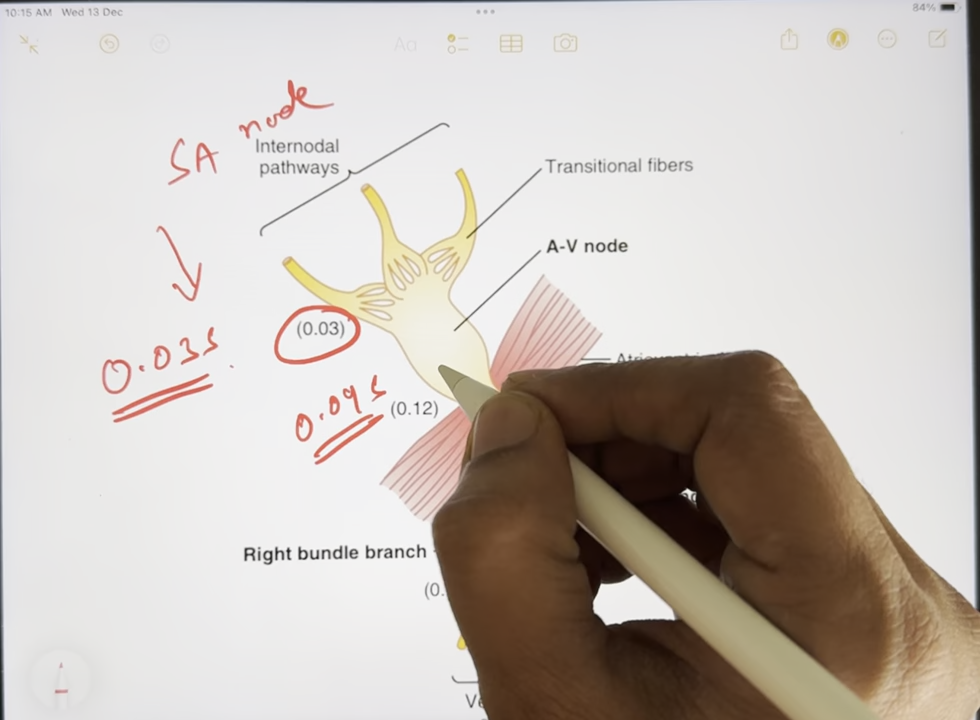 10:15 AM Wed 13 Dec
84%
Aa
SA node
Internodal
pathways
Transitional fibers
A-V node
(0.03)
0.03s
0.09s
(0.12)
Right bundle branch
(0.